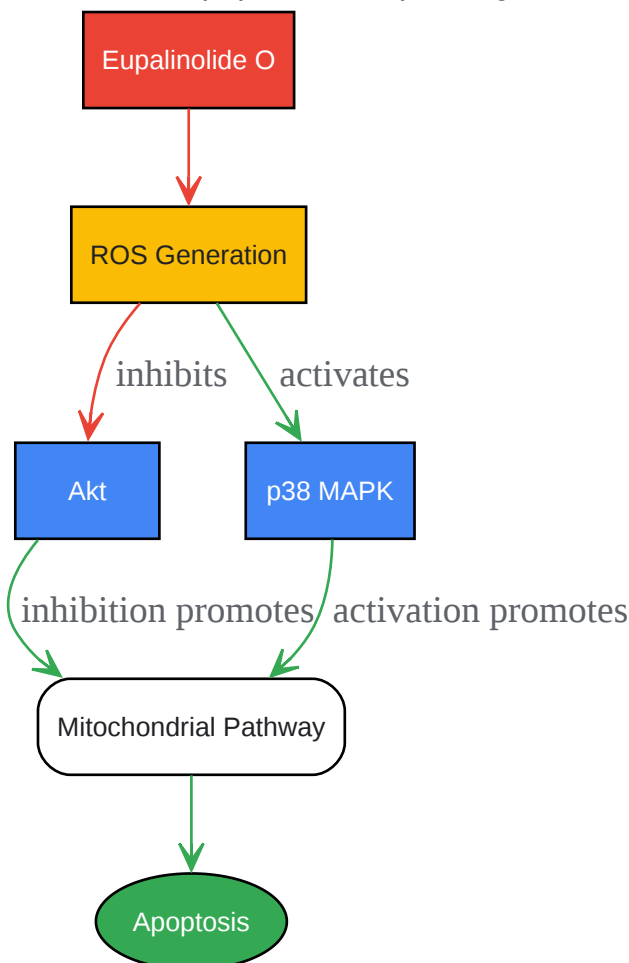 Eupalinolide O
ROS Generation
inhibits activates
Akt p38 MAPK
inhibition promotes activation promotes
Mitochondrial Pathway
Apoptosis